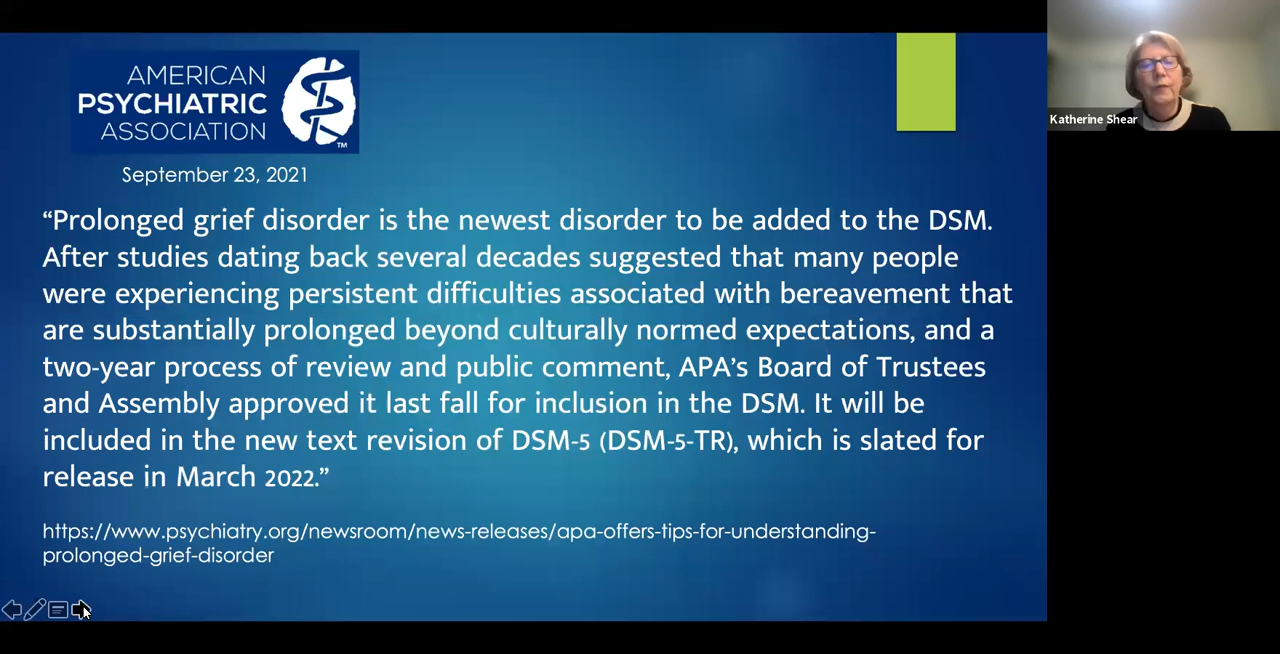 AMERICAN
PSYCHIATRIC
ASSOCIATION
TM
September 23, 2021
“Prolonged grief disorder is the newest disorder to be added to the DSM.
After studies dating back several decades suggested that many people
were experiencing persistent difficulties associated with bereavement that
are substantially prolonged beyond culturally normed expectations, and a
two-year process of review and public comment, APA’s Board of Trustees
and Assembly approved it last fall for inclusion in the DSM. It will be
included in the new text revision of DSM-5 (DSM-5-TR), which is slated for
release in March 2022.”
https://www.psychiatry.org/newsroom/news-releases/apa-offers-tips-for-understanding-
prolonged-grief-disorder
Katherine Shear